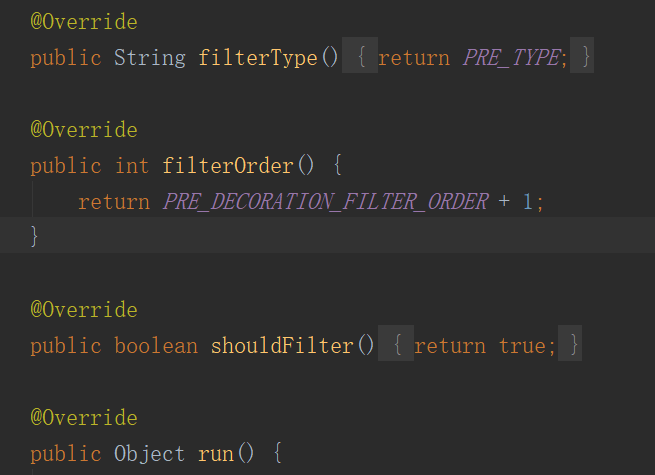 @Override
public String filterType() { return PRE_TYPE; }
@Override
public int filterOrder() {
return PRE_DECORATION_FILTER_ORDER + 1;
}
@Override
public boolean shouldFilter() { return true; }
@Override
public Object run() {